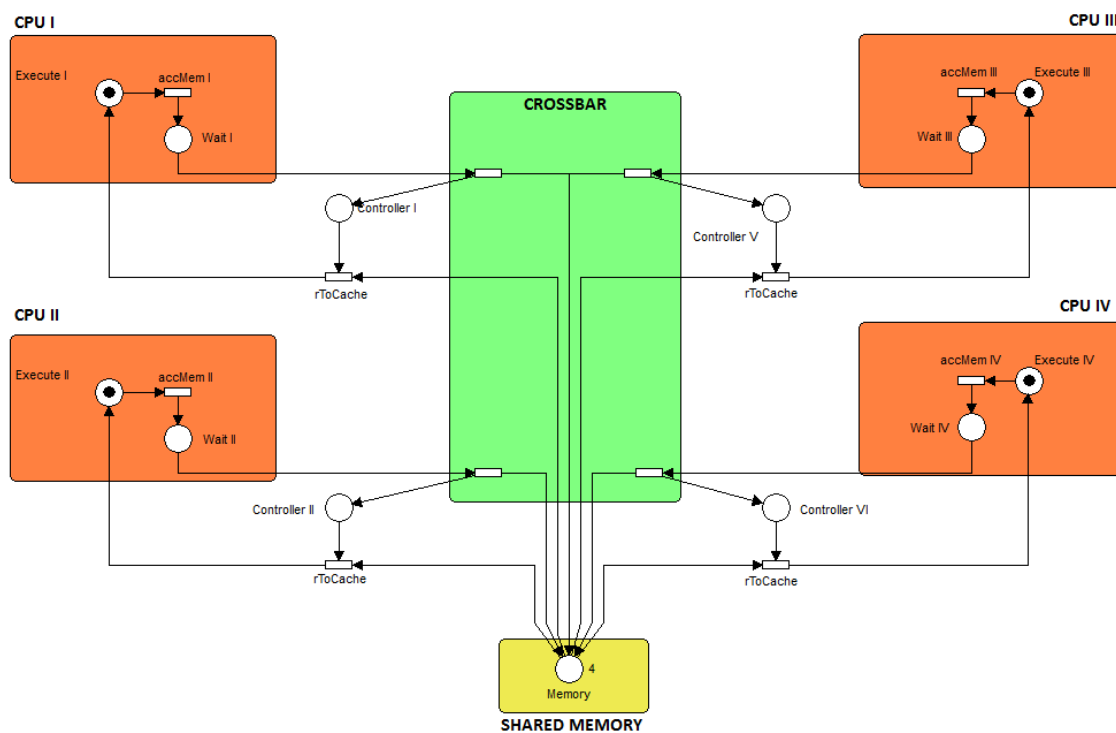 CPU I
CPU III
Execute I
accMem I
accMem III
Execute III
CROSSBAR
Wait I
Wait III
Controller I
Controller V
rToCache
rToCache
CPU II
CPU IV
Execute II
accMem II
accMem IV
Execute IV
Wait II
Wait IV
Controller II
Controller VI
rToCache
rToCache
4
Memory
SHARED MEMORY